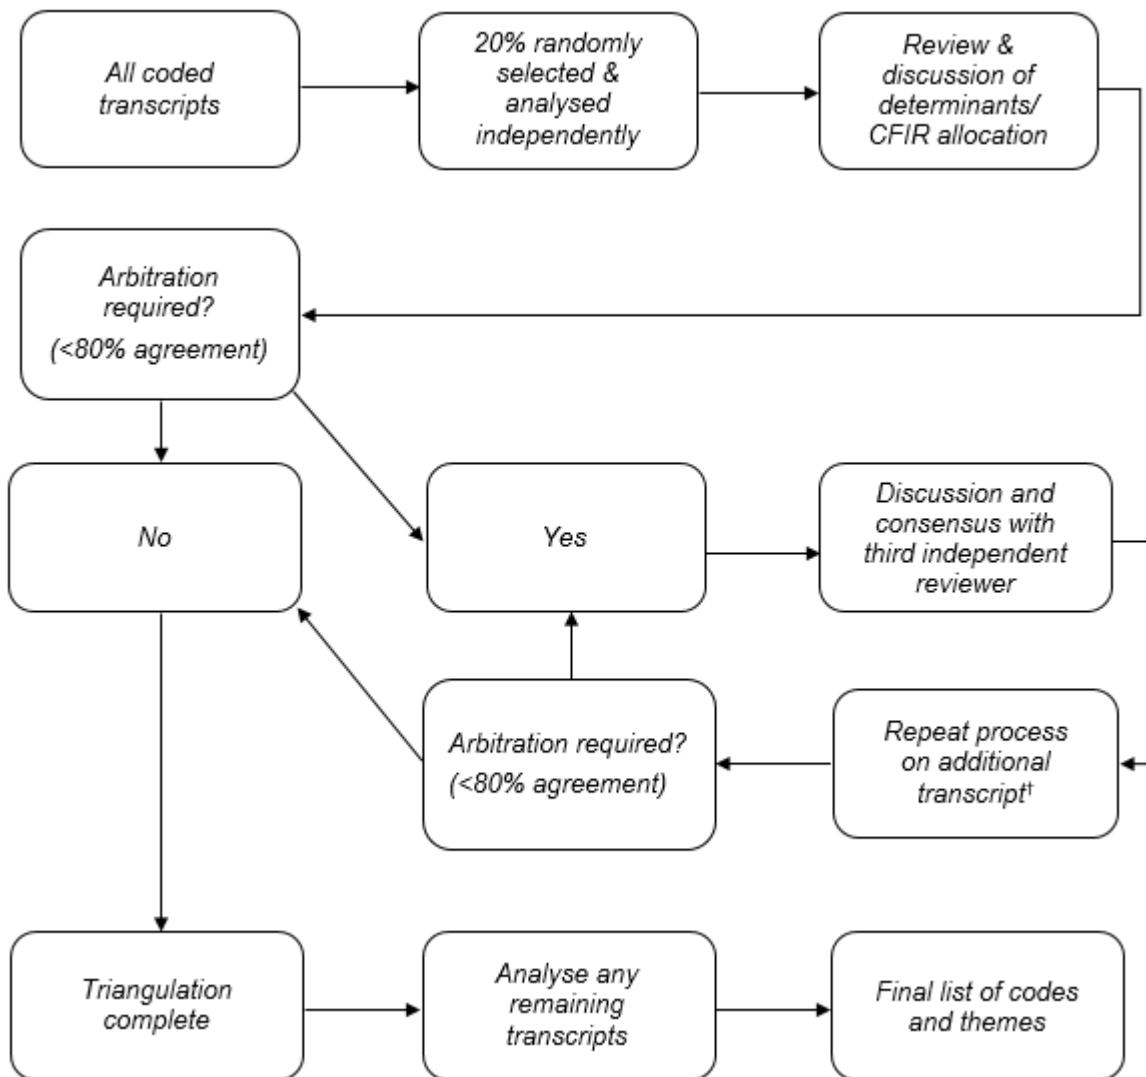 All coded
transcripts
20% randomly
selected &
analysed
independently
Review &
discussion of
determinants/
CFIR allocation
Arbitration
required?
(<80% agreement)
No
Yes
Discussion and
consensus with
third independent
reviewer
Arbitration required?
(<80% agreement)
Repeat process
on additional
transcript†
Triangulation
complete
Analyse any
remaining
transcripts
Final list of codes
and themes